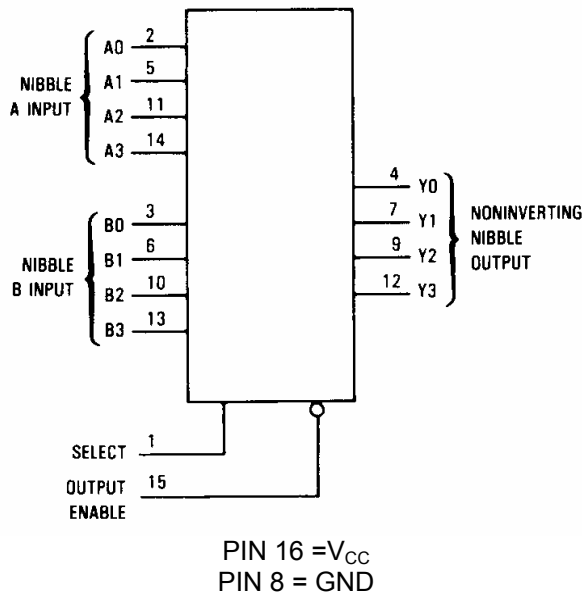 NIBBLE
A INPUT
A0 2
A1 5
A2 11
A3 14
NIBBLE
B INPUT
B0 3
B1 6
B2 10
B3 13
4 Y0
7 Y1
9 Y2
12 Y3
NONINVERTING
NIBBLE
OUTPUT
SELECT 1
OUTPUT 15
ENABLE
PIN 16 =VCC
PIN 8 = GND